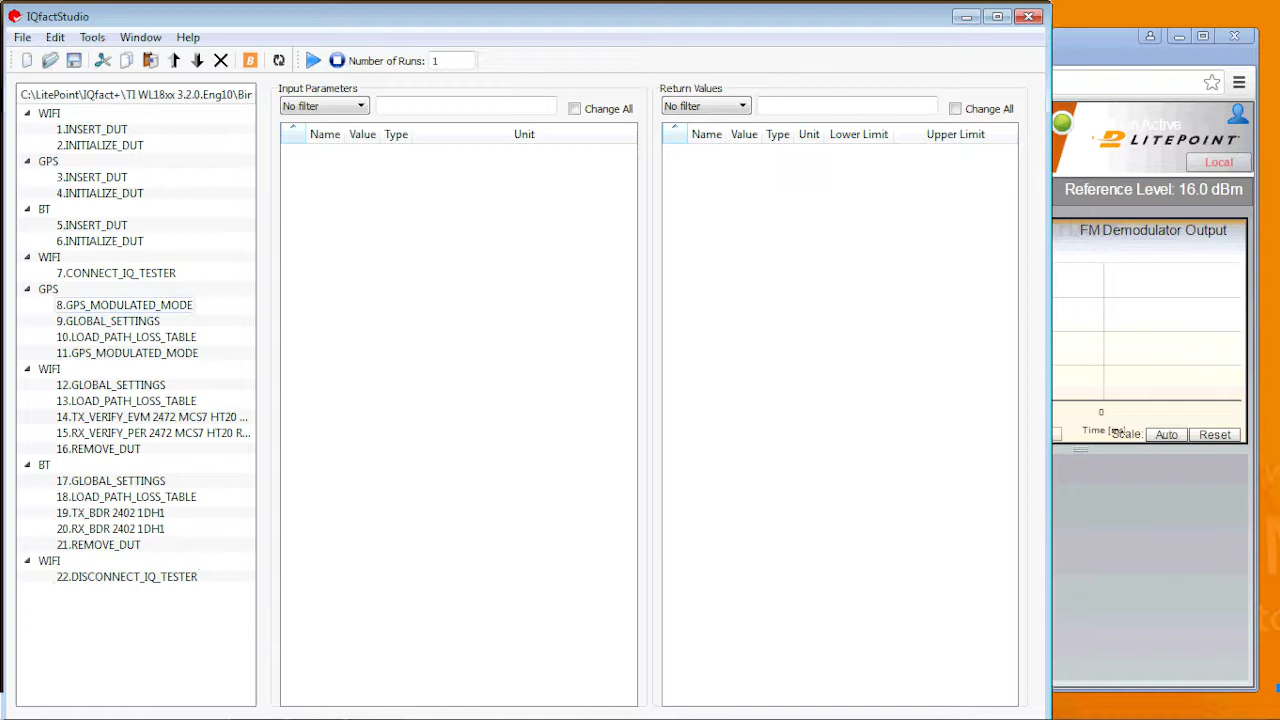 IQfactStudio
File Edit Tools Window Help
Number of Runs: 1
C:\LitePoint\IQfact+\TI WL18xx 3.2.0.Eng10\Bir
WIFI
1.INSERT_DUT
2.INITIALIZE_DUT
GPS
3.INSERT_DUT
4.INITIALIZE_DUT
BT
5.INSERT_DUT
6.INITIALIZE_DUT
WIFI
7.CONNECT_IQ_TESTER
GPS
8.GPS_MODULATED_MODE
9.GLOBAL_SETTINGS
10.LOAD_PATH_LOSS_TABLE
11.GPS_MODULATED_MODE
WIFI
12.GLOBAL_SETTINGS
13.LOAD_PATH_LOSS_TABLE
14.TX_VERIFY_EVM 2472 MCS7 HT20 ...
15.RX_VERIFY_PER 2472 MCS7 HT20 R...
16.REMOVE_DUT
BT
17.GLOBAL_SETTINGS
18.LOAD_PATH_LOSS_TABLE
19.TX_BDR 2402 1DH1
20.RX_BDR 2402 1DH1
21.REMOVE_DUT
WIFI
22.DISCONNECT_IQ_TESTER
Input Parameters
No filter Change All
Name Value Type Unit
Return Values
No filter Change All
Name Value Type Unit Lower Limit Upper Limit
Active
LITEPOINT
Local
Reference Level: 16.0 dBm
FM Demodulator Output
0
Scale: Auto Reset